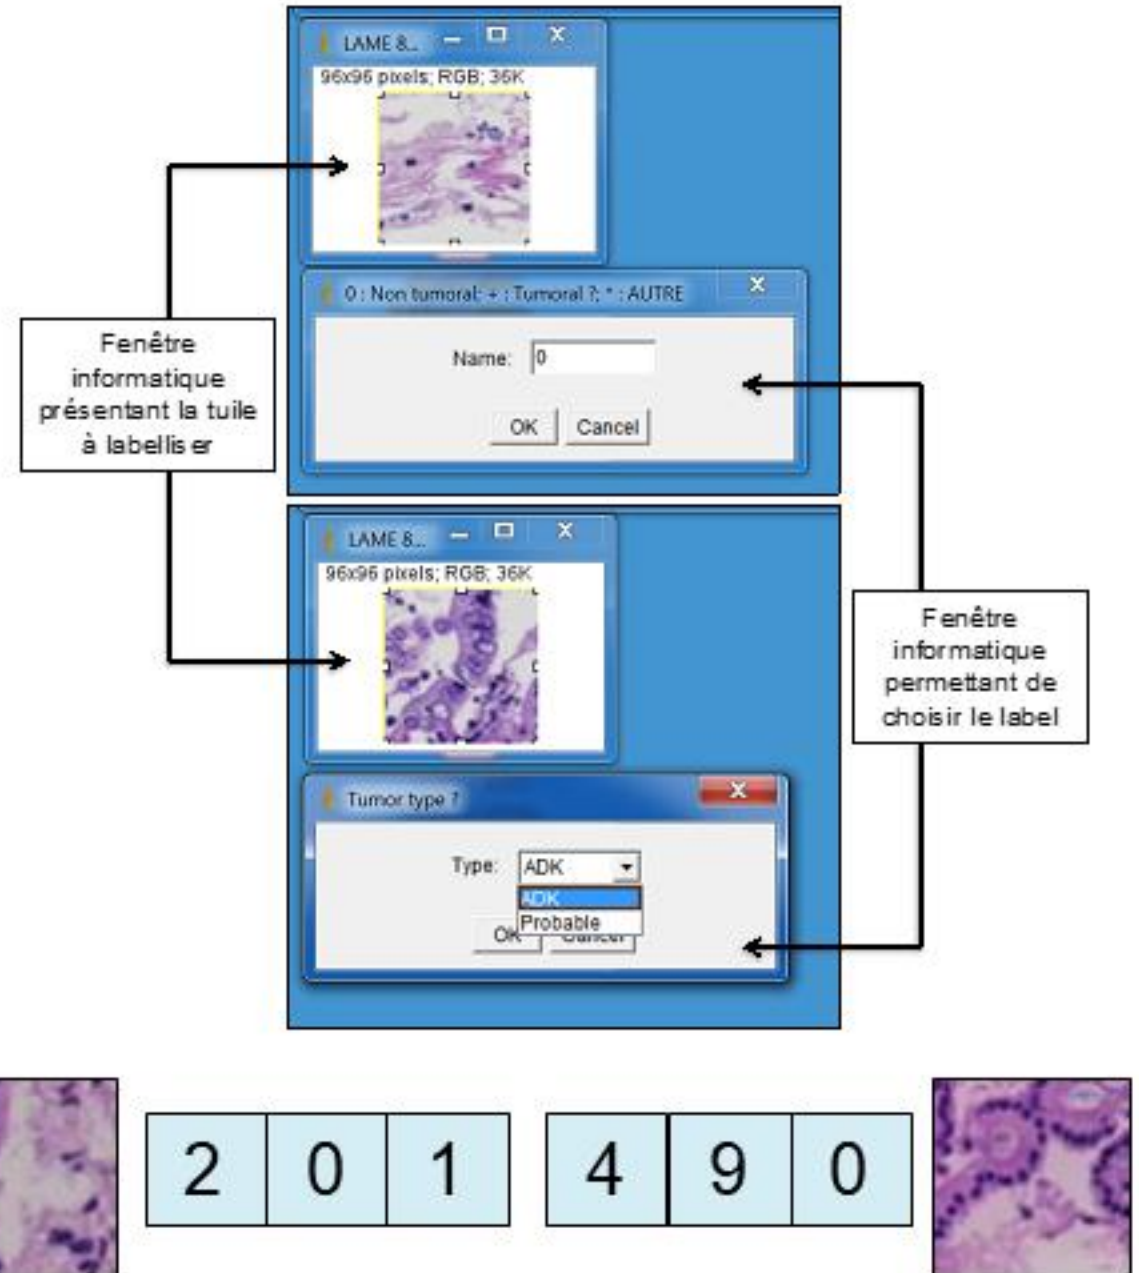 LAME 8...
96x96 pixels; RGB; 36K
0 : Non tumoral; + : Tumoral ?; * : AUTRE
Name: 0
OK Cancel
Fenêtre
informatique
présentant la tuile
à labelliser
LAME 8...
96x96 pixels; RGB; 36K
Fenêtre
informatique
permettant de
choisir le label
Tumor type ?
Type: ADK
ADK
Probable
OK Cancel
2 0 1 4 9 0